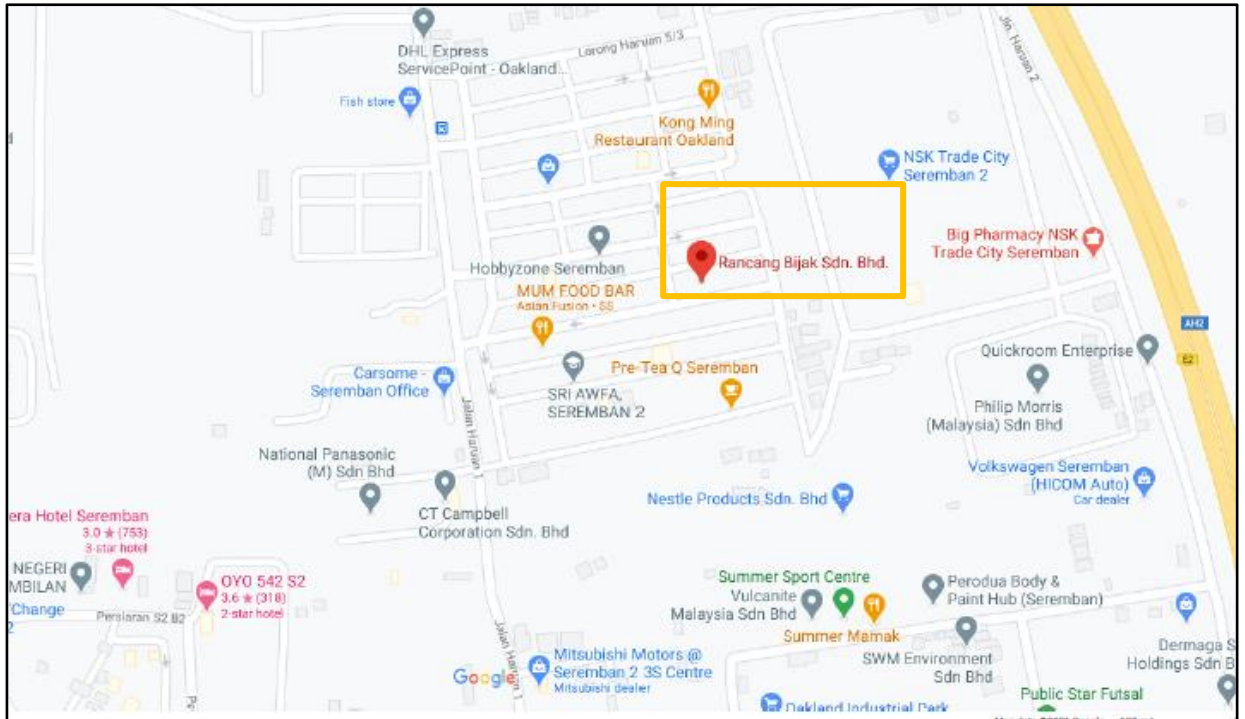 DHL Express
ServicePoint - Oakland...
Lorong Haruan 5/3
Jln. Haruan 2
Fish store
Kong Ming
Restaurant Oakland
NSK Trade City
Seremban 2
Big Pharmacy NSK
Trade City Seremban
Rancang Bijak Sdn. Bhd.
Hobbyzone Seremban
MUM FOOD BAR
Asian Fusion • $$
AH2
E2
Quickroom Enterprise
Carsome -
Seremban Office
SRI AWFA,
SEREMBAN 2
Pre-Tea Q Seremban
Philip Morris
(Malaysia) Sdn Bhd
Jalan Haruan 1
National Panasonic
(M) Sdn Bhd
Volkswagen Seremban
(HICOM Auto)
Car dealer
Nestle Products Sdn. Bhd
CT Campbell
Corporation Sdn. Bhd
era Hotel Seremban
3.0 ★ (753)
3-star hotel
NEGERI
MBILAN
Change
2
OYO 542 S2
3.6 ★ (318)
2-star hotel
Persiaran S2 B2
Summer Sport Centre
Vulcanite
Malaysia Sdn Bhd
Perodua Body &
Paint Hub (Seremban)
Summer Mamak
Jalan Haruan 1
Mitsubishi Motors @
Seremban 2 3S Centre
Mitsubishi dealer
SWM Environment
Sdn Bhd
Dermaga S
Holdings Sdn B
Google
Public Star Futsal
Oakland Industrial Park